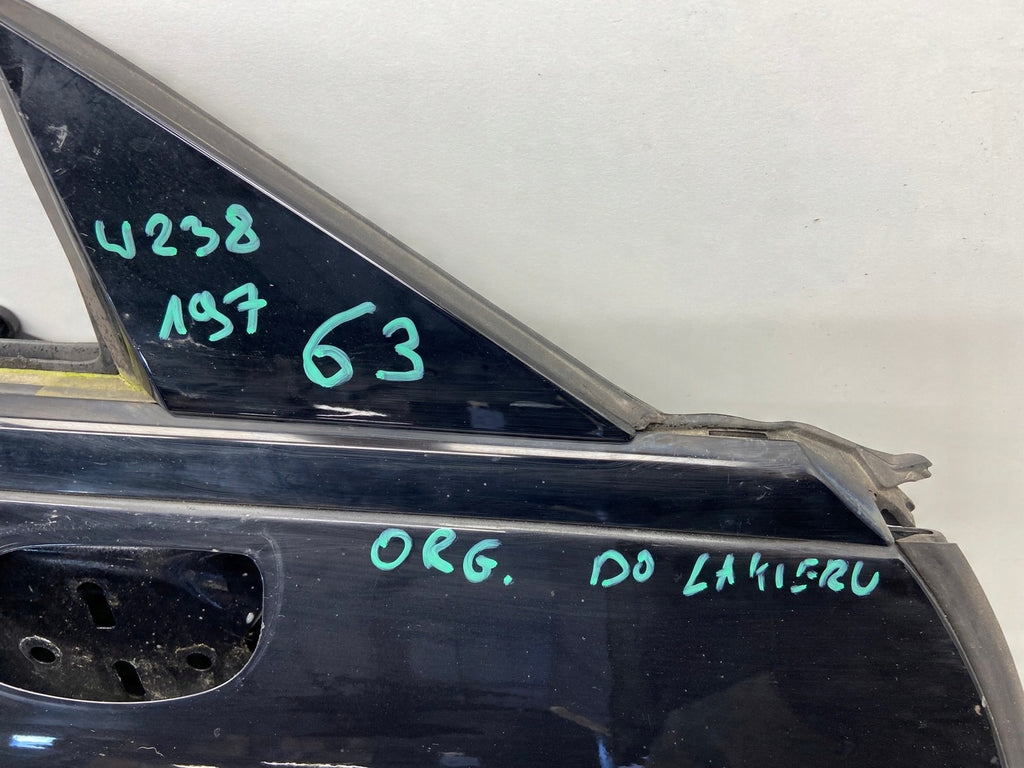 W238
197
63
ORG. DO LAKIERU